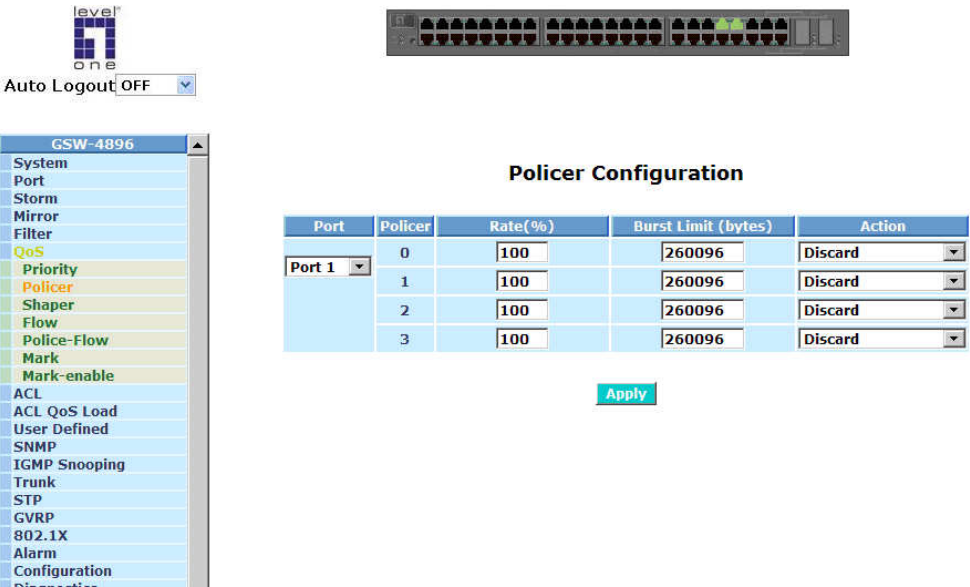 level
one
Auto Logout OFF
GSW-4896
System
Port
Storm
Mirror
Filter
QoS
Priority
Policer
Shaper
Flow
Police-Flow
Mark
Mark-enable
ACL
ACL QoS Load
User Defined
SNMP
IGMP Snooping
Trunk
STP
GVRP
802.1X
Alarm
Configuration
Diagnostics
Policer Configuration
Port Policer Rate(%) Burst Limit (bytes) Action
Port 1 0 100 260096 Discard
1 100 260096 Discard
2 100 260096 Discard
3 100 260096 Discard
Apply